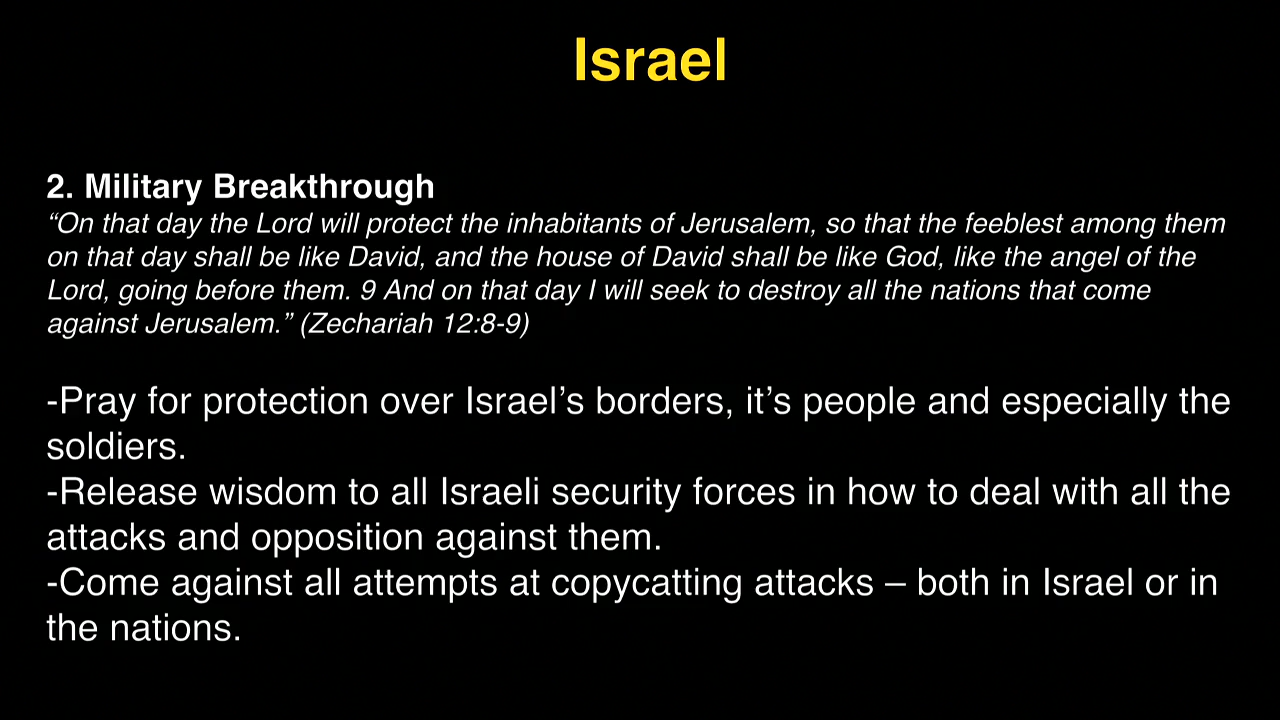 Israel
2. Military Breakthrough
“On that day the Lord will protect the inhabitants of Jerusalem, so that the feeblest among them
on that day shall be like David, and the house of David shall be like God, like the angel of the
Lord, going before them. 9 And on that day I will seek to destroy all the nations that come
against Jerusalem.” (Zechariah 12:8-9)
-Pray for protection over Israel’s borders, it’s people and especially the
soldiers.
-Release wisdom to all Israeli security forces in how to deal with all the
attacks and opposition against them.
-Come against all attempts at copycatting attacks – both in Israel or in
the nations.